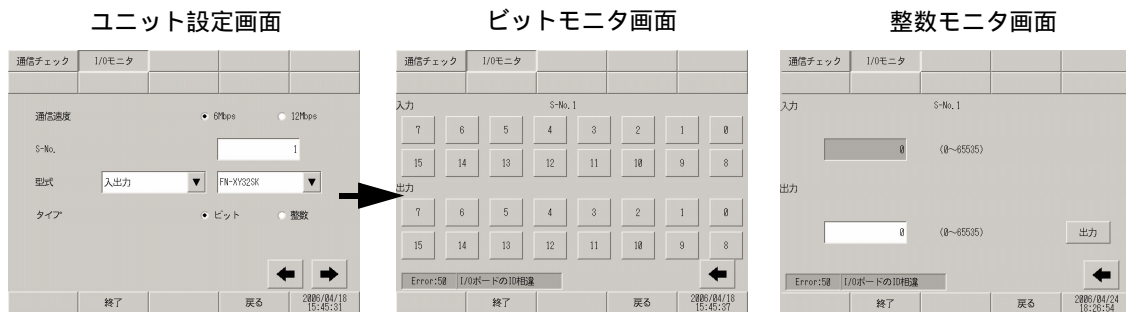 ユニット設定画面
通信チェック I/Oモニタ
通信速度 6Mbps 12Mbps
S-No. 1
型式 入出力 FN-XY32SK
タイプ ビット 整数
終了 戻る 2006/04/18 15:45:31
ビットモニタ画面
通信チェック I/Oモニタ
入力 S-No. 1
7 6 5 4 3 2 1 0
15 14 13 12 11 10 9 8
出力
7 6 5 4 3 2 1 0
15 14 13 12 11 10 9 8
Error:50 I/OボードのID相違
終了 戻る 2006/04/18 15:45:37
整数モニタ画面
通信チェック I/Oモニタ
入力 S-No. 1
0 (0～65535)
出力
0 (0～65535) 出力
Error:50 I/OボードのID相違
終了 戻る 2006/04/24 18:26:54